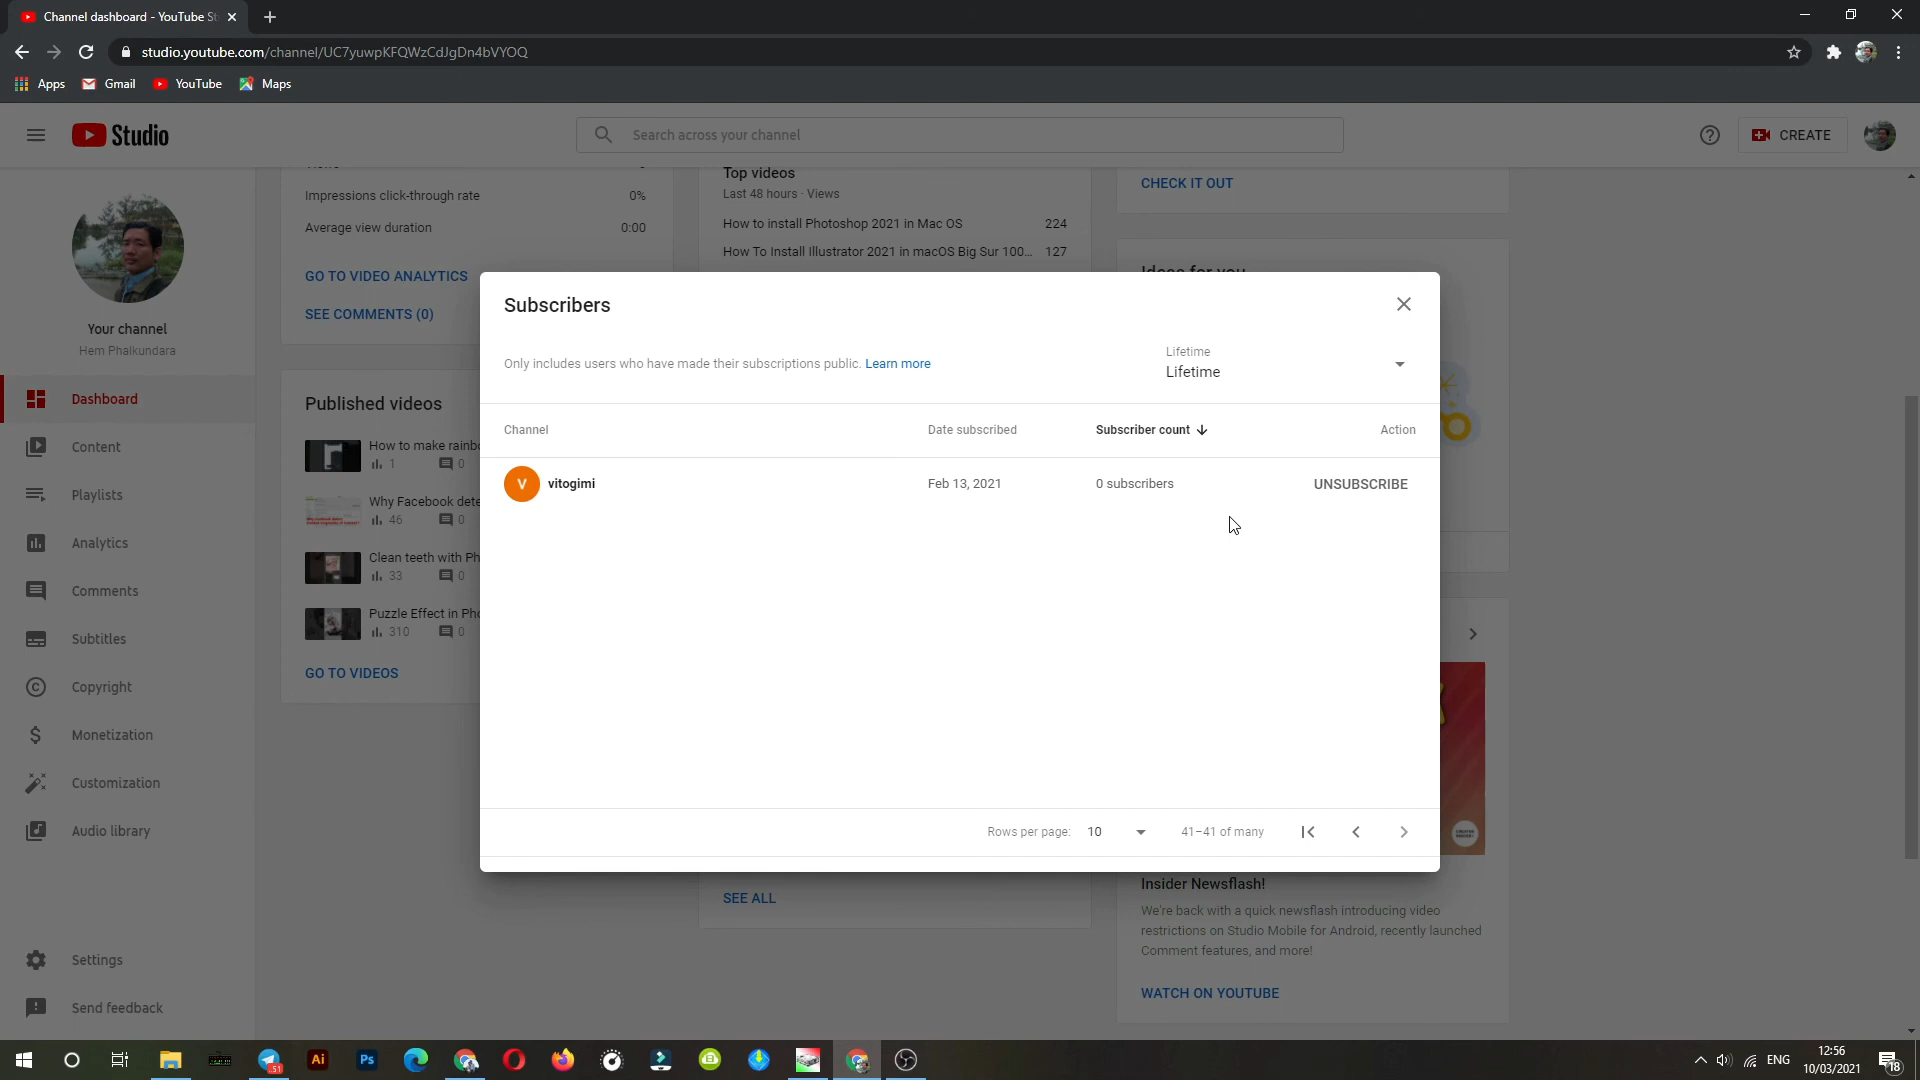 Channel dashboard - YouTube St
studio.youtube.com/channel/UC7yuwpKFQWzCdJgDn4bVYOQ
Apps
Gmail
YouTube
Maps
Studio
Search across your channel
CREATE
Your channel
Hem Phalkundara
Dashboard
Content
Playlists
Analytics
Comments
Subtitles
Copyright
Monetization
Customization
Audio library
Settings
Send feedback
Impressions click-through rate 0%
Average view duration 0:00
GO TO VIDEO ANALYTICS
SEE COMMENTS (0)
Published videos
How to make rainb
1 0
Why Facebook dete
46 0
Clean teeth with Ph
33 0
Puzzle Effect in Pho
310 0
GO TO VIDEOS
Top videos
Last 48 hours · Views
How to install Photoshop 2021 in Mac OS 224
How To Install Illustrator 2021 in macOS Big Sur 100... 127
SEE ALL
CHECK IT OUT
Ideas for you
Subscribers
Only includes users who have made their subscriptions public. Learn more
Lifetime
Lifetime
Channel Date subscribed Subscriber count Action
V vitogimi Feb 13, 2021 0 subscribers UNSUBSCRIBE
Rows per page: 10 41–41 of many
Insider Newsflash!
We're back with a quick newsflash introducing video
restrictions on Studio Mobile for Android, recently launched
Comment features, and more!
WATCH ON YOUTUBE
Ai
Ps
51
ENG
12:56
10/03/2021
18